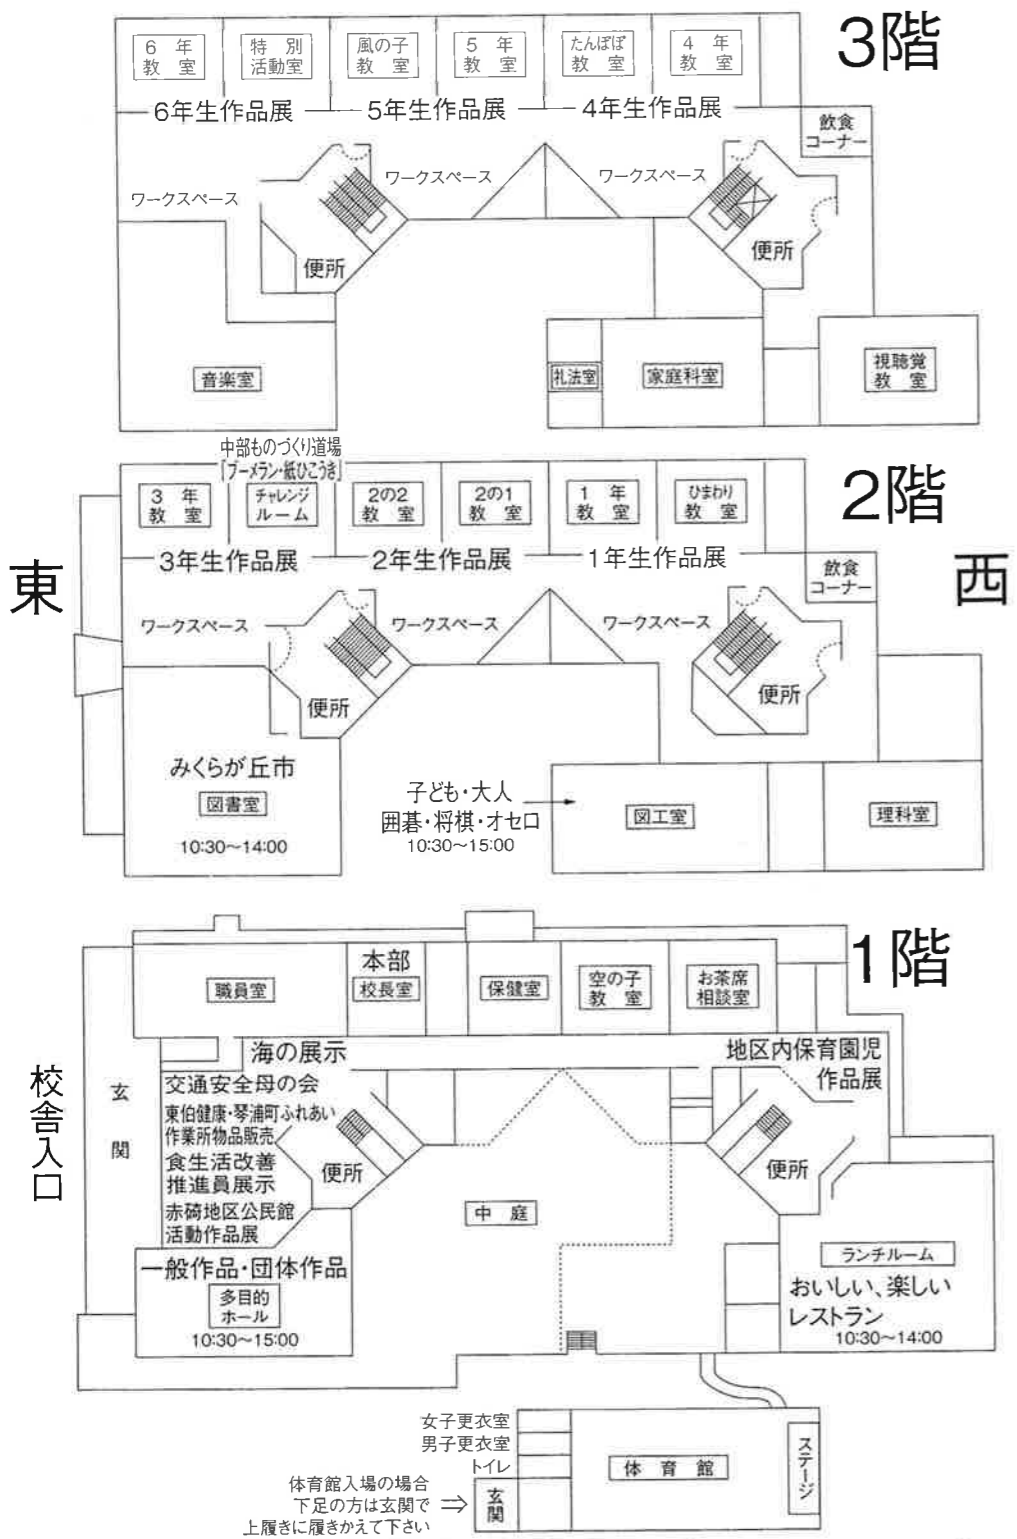 3階
6 年
教 室
特 別
活動室
風の子
教 室
5 年
教 室
たんぽぽ
教 室
4 年
教 室
6年生作品展
5年生作品展
4年生作品展
飲食
コーナー
ワークスペース
ワークスペース
ワークスペース
便所
便所
音楽室
礼法室
家庭科室
視聴覚
教 室
2階
東
西
中部ものづくり道場
「ブーメラン・紙ひこうき」
3 年
教 室
チャレンジ
ルーム
2の2
教 室
2の1
教 室
1 年
教 室
ひまわり
教 室
3年生作品展
2年生作品展
1年生作品展
飲食
コーナー
ワークスペース
ワークスペース
ワークスペース
便所
便所
みくらが丘市
図書室
10:30〜14:00
子ども・大人
囲碁・将棋・オセロ
10:30〜15:00
図工室
理科室
1階
校舎入口
玄関
職員室
本部
校長室
保健室
空の子
教 室
お茶席
相談室
海の展示
地区内保育園児
作品展
交通安全母の会
東伯健康・琴浦町ふれあい
作業所物品販売
食生活改善
推進員展示
赤碕地区公民館
活動作品展
便所
便所
中 庭
一般作品・団体作品
多目的
ホール
10:30〜15:00
ランチルーム
おいしい、楽しい
レストラン
10:30〜14:00
女子更衣室
男子更衣室
トイレ
玄関
体 育 館
ステージ
体育館入場の場合
下足の方は玄関で
上履きに履きかえて下さい